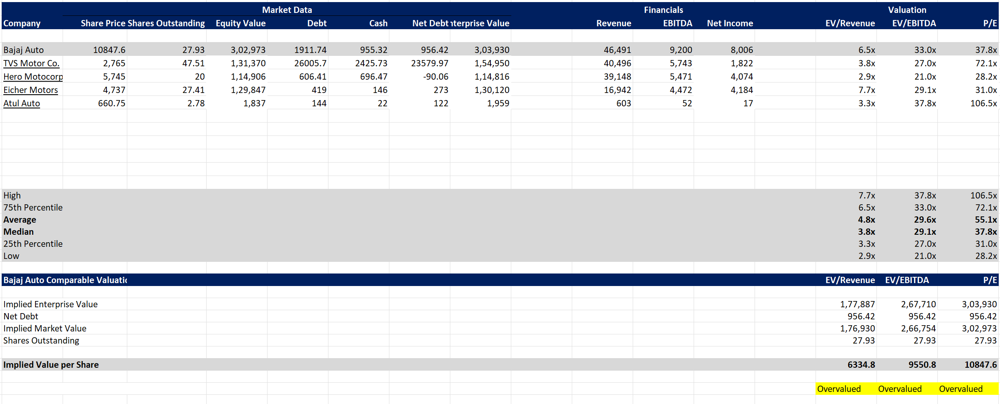 Market Data Financials Valuation
Company Share Price Shares Outstanding Equity Value Debt Cash Net Debt nterprise Value Revenue EBITDA Net Income EV/Revenue EV/EBITDA P/E
Bajaj Auto 10847.6 27.93 3,02,973 1911.74 955.32 956.42 3,03,930 46,491 9,200 8,006 6.5x 33.0x 37.8x
TVS Motor Co. 2,765 47.51 1,31,370 26005.7 2425.73 23579.97 1,54,950 40,496 5,743 1,822 3.8x 27.0x 72.1x
Hero Motocorp 5,745 20 1,14,906 606.41 696.47 -90.06 1,14,816 39,148 5,471 4,074 2.9x 21.0x 28.2x
Eicher Motors 4,737 27.41 1,29,847 419 146 273 1,30,120 16,942 4,472 4,184 7.7x 29.1x 31.0x
Atul Auto 660.75 2.78 1,837 144 22 122 1,959 603 52 17 3.3x 37.8x 106.5x
High 7.7x 37.8x 106.5x
75th Percentile 6.5x 33.0x 72.1x
Average 4.8x 29.6x 55.1x
Median 3.8x 29.1x 37.8x
25th Percentile 3.3x 27.0x 31.0x
Low 2.9x 21.0x 28.2x
Bajaj Auto Comparable Valuatic EV/Revenue EV/EBITDA P/E
Implied Enterprise Value 1,77,887 2,67,710 3,03,930
Net Debt 956.42 956.42 956.42
Implied Market Value 1,76,930 2,66,754 3,02,973
Shares Outstanding 27.93 27.93 27.93
Implied Value per Share 6334.8 9550.8 10847.6
Overvalued Overvalued Overvalued